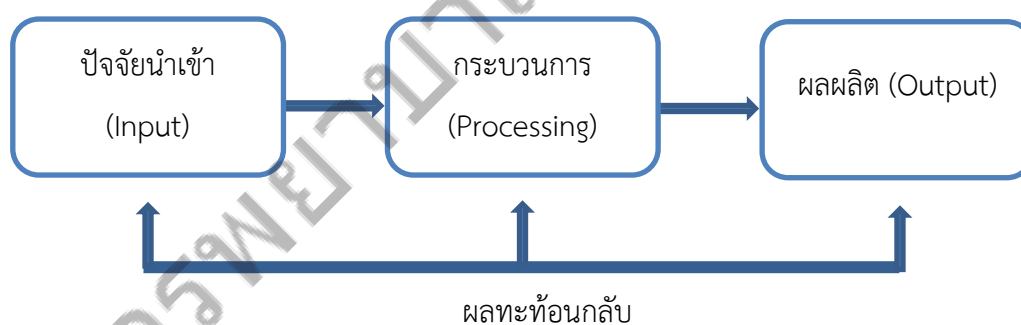 ปัจจัยนำเข้า
(Input)
กระบวนการ
(Processing)
ผลผลิต (Output)
ผลทะท้อนกลับ